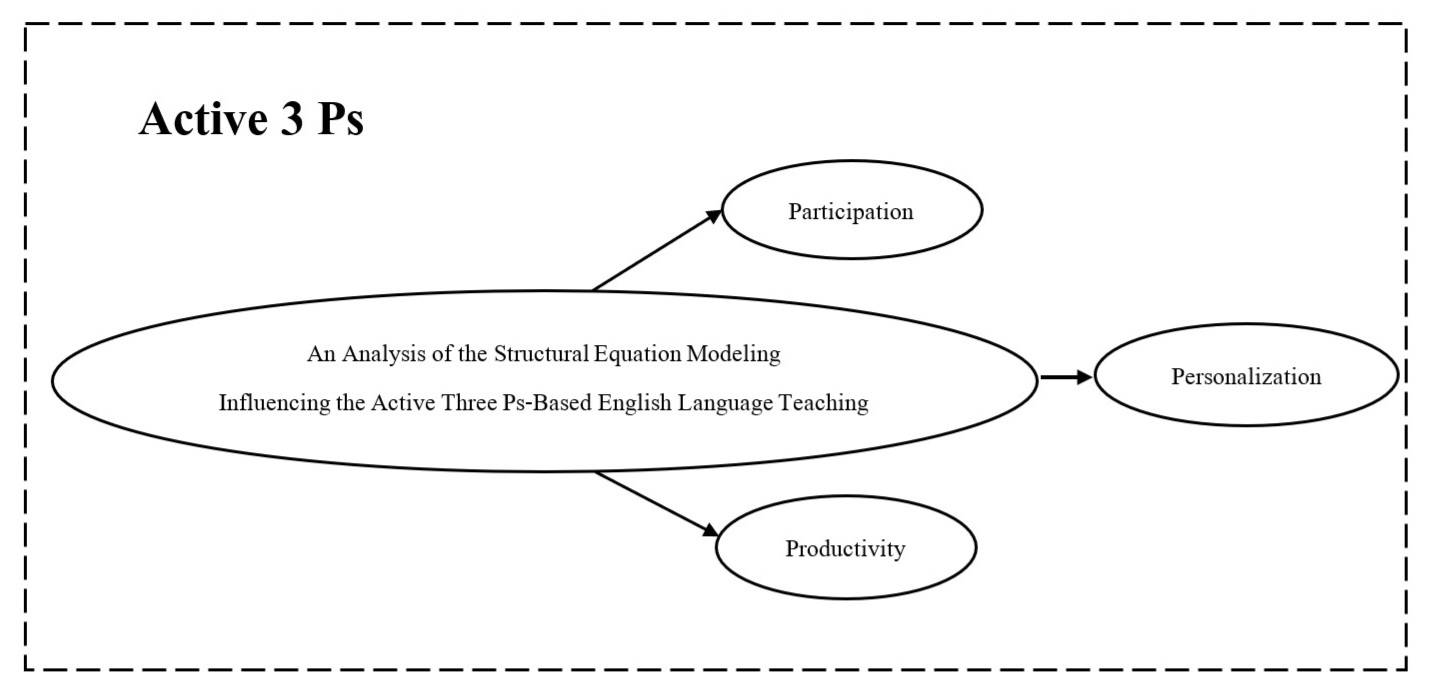 Active 3 Ps
Participation
An Analysis of the Structural Equation Modeling
Influencing the Active Three Ps-Based English Language Teaching
Personalization
Productivity